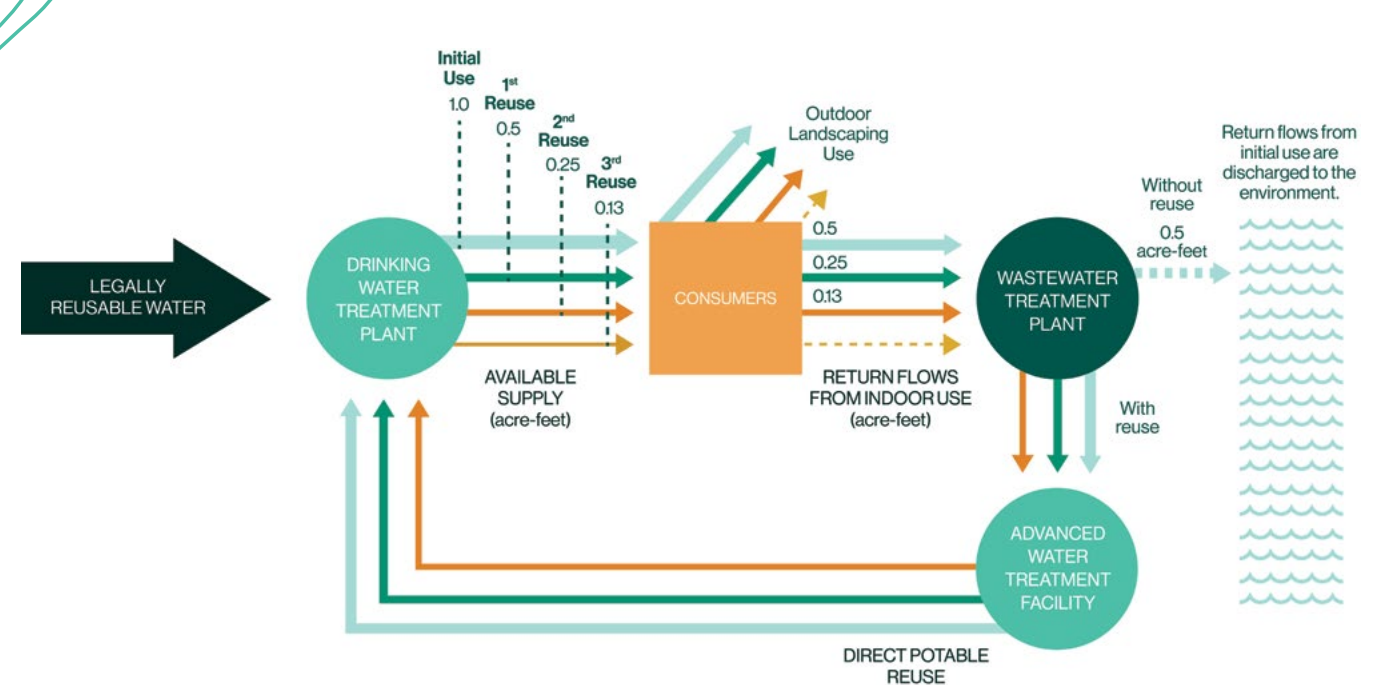 LEGALLY
REUSABLE WATER
DRINKING
WATER
TREATMENT
PLANT
Initial
Use
1.0
1st
Reuse
0.5
2nd
Reuse
0.25
3rd
Reuse
0.13
AVAILABLE
SUPPLY
(acre-feet)
CONSUMERS
Outdoor
Landscaping
Use
0.5
0.25
0.13
RETURN FLOWS
FROM INDOOR USE
(acre-feet)
WASTEWATER
TREATMENT
PLANT
Without
reuse
0.5
acre-feet
Return flows from
initial use are
discharged to the
environment.
With
reuse
ADVANCED
WATER
TREATMENT
FACILITY
DIRECT POTABLE
REUSE